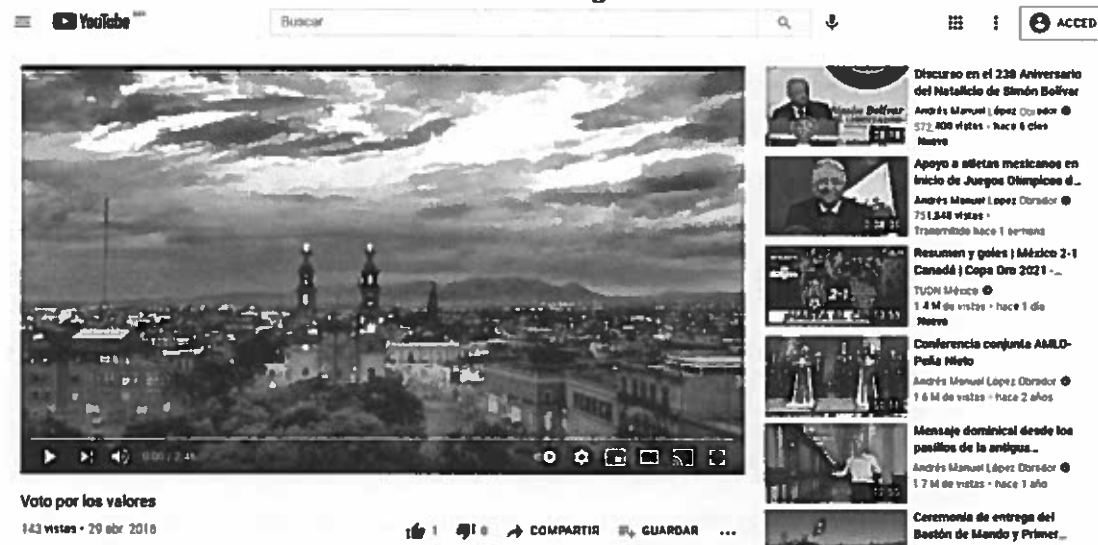 YouTube MX
Buscar
ACCED
0:00 / 2:46
Voto por los valores
143 vistas • 29 abr. 2016
1
0
COMPARTIR
GUARDAR
Discurso en el 238 Aniversario
del Natalicio de Simón Bolívar
Andrés Manuel López Obrador
572,800 vistas • hace 6 días
Nuevo
Apoyo a atletas mexicanos en
inicio de Juegos Olímpicos d...
Andrés Manuel López Obrador
751,848 vistas •
Transmitido hace 1 semana
Resumen y goles | México 2-1
Canadá | Copa Oro 2021 -...
TUDN México
1.4 M de vistas • hace 1 día
Nuevo
Conferencia conjunta AMLO-
Peña Nieto
Andrés Manuel López Obrador
1.6 M de vistas • hace 2 años
Mensaje dominical desde los
pasillos de la antigua...
Andrés Manuel López Obrador
1.7 M de vistas • hace 1 año
Ceremonia de entrega del
Bastón de Mando y Primer...